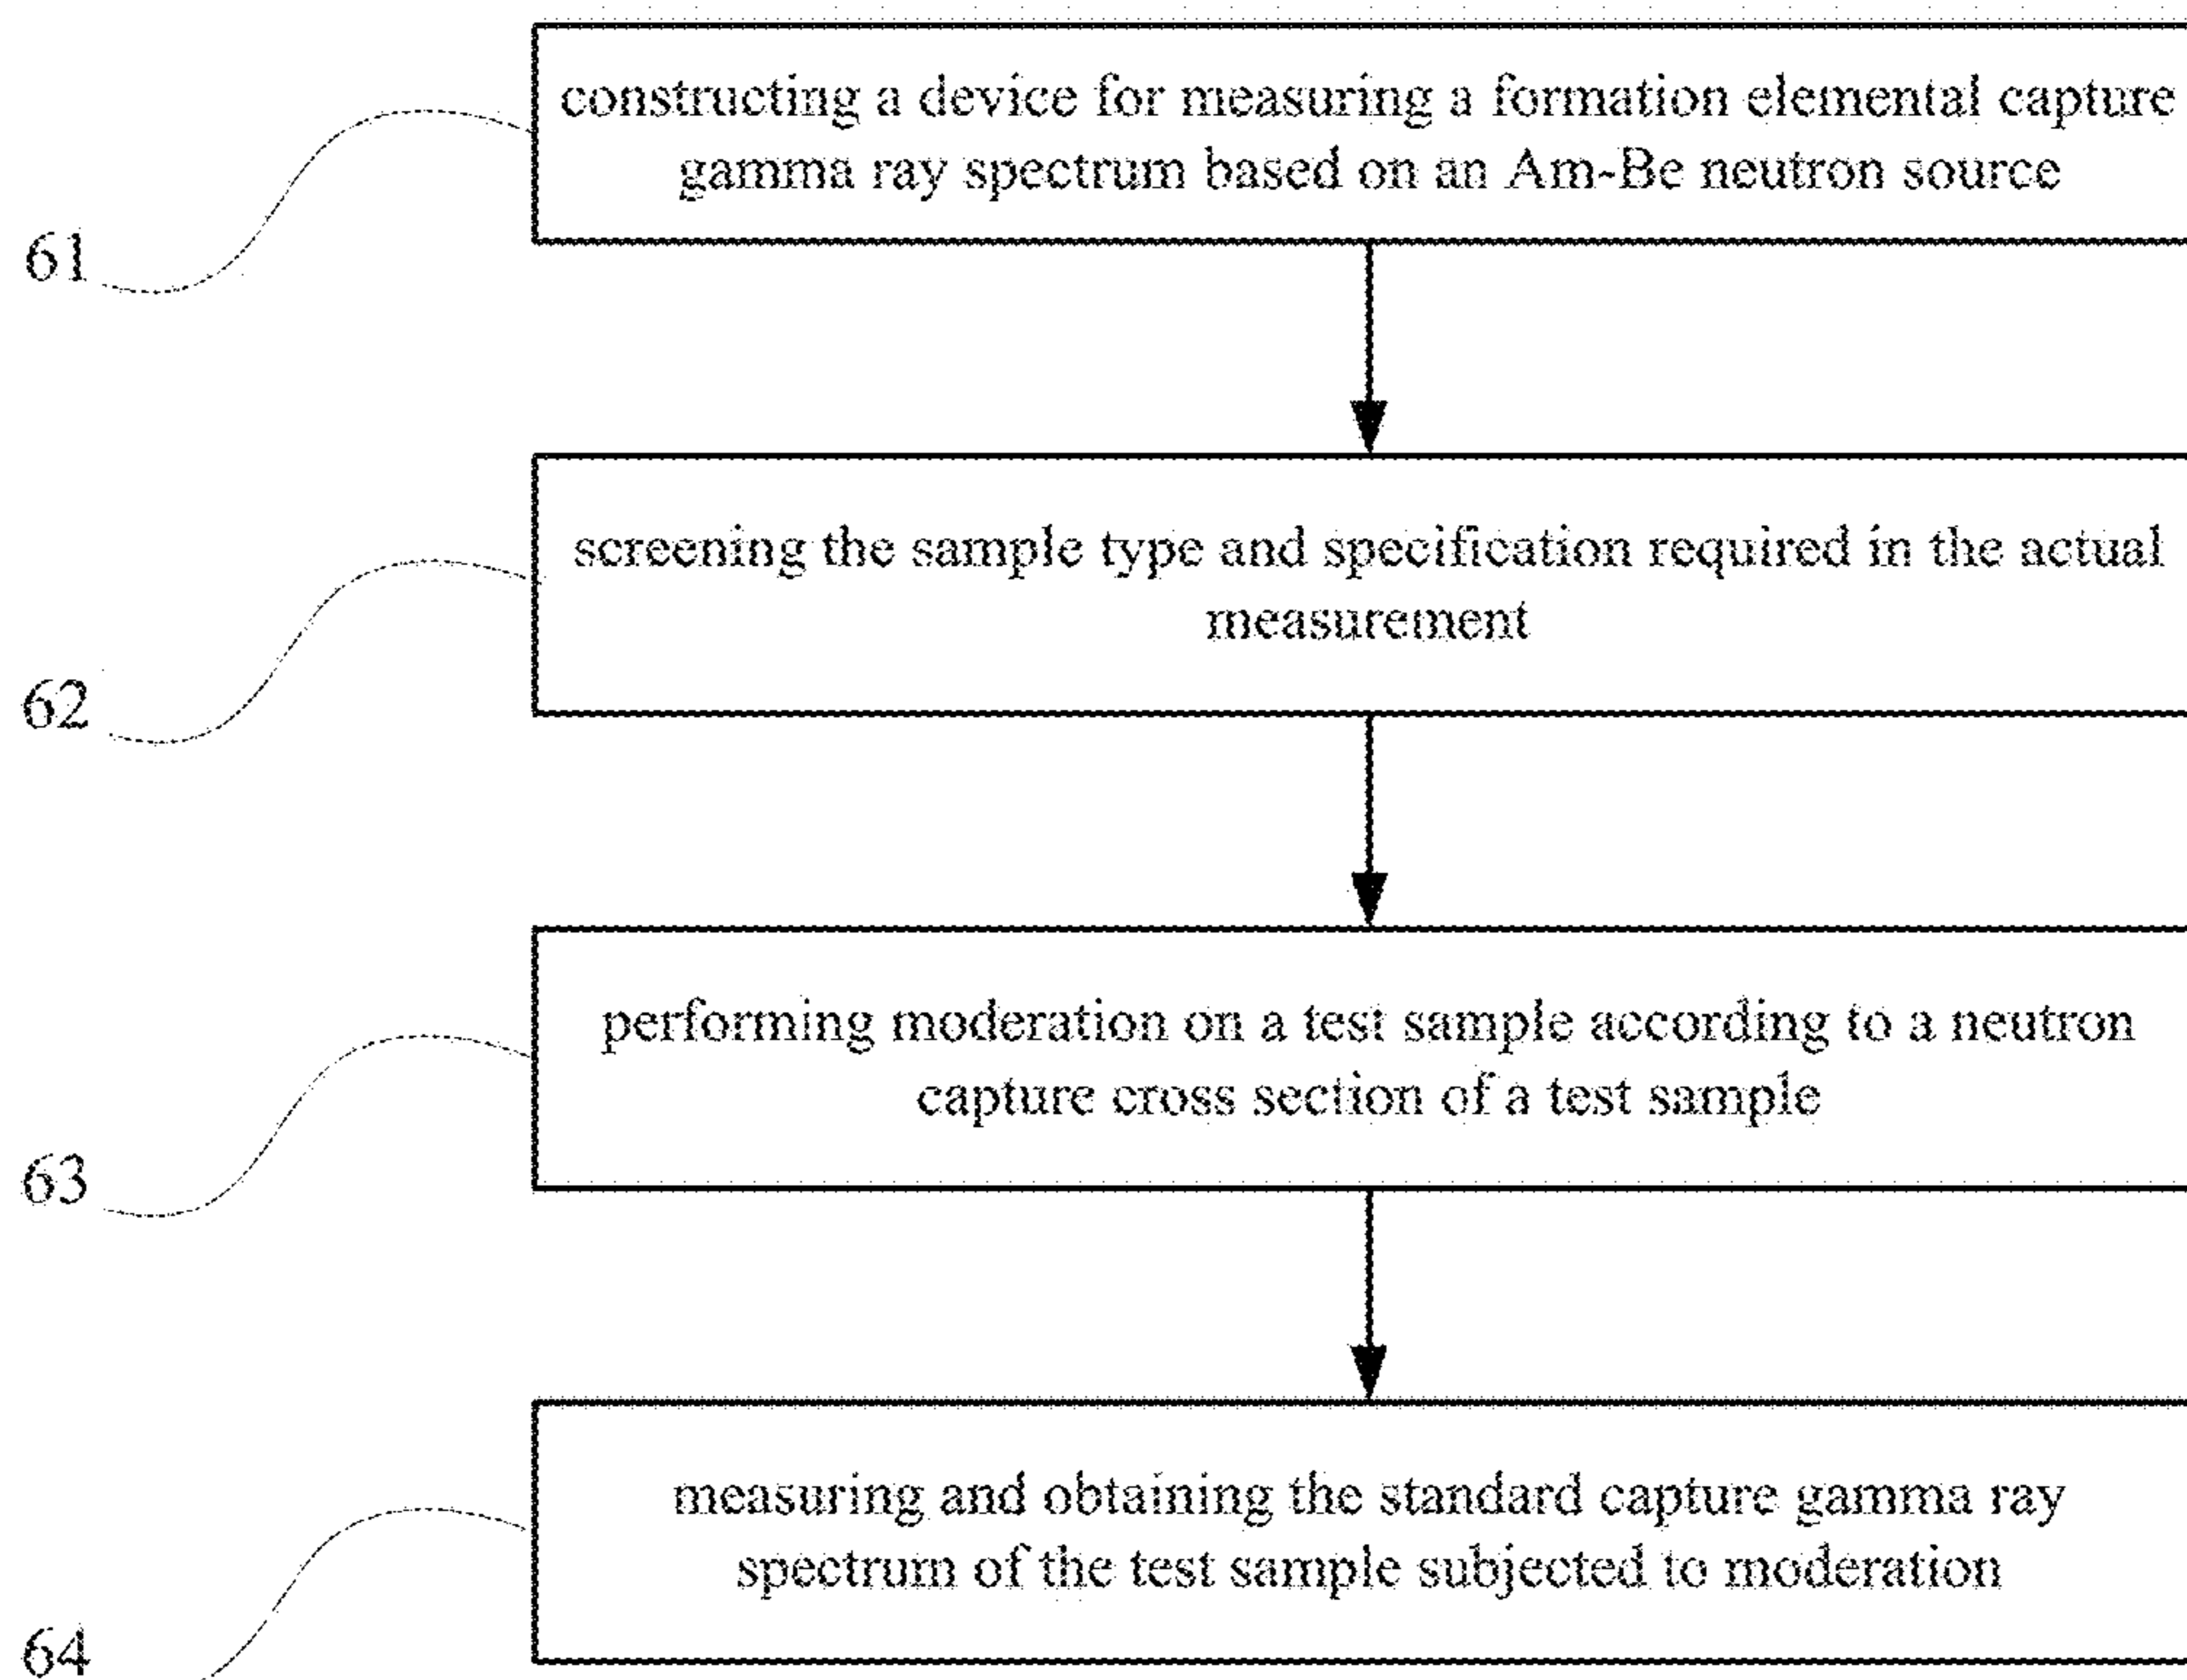 constructing a device for measuring a formation elemental capture
gamma ray spectrum based on an Am-Be neutron source
61
screening the sample type and specification required in the actual
measurement
62
performing moderation on a test sample according to a neutron
capture cross section of a test sample
63
measuring and obtaining the standard capture gamma ray
spectrum of the test sample subjected to moderation
64